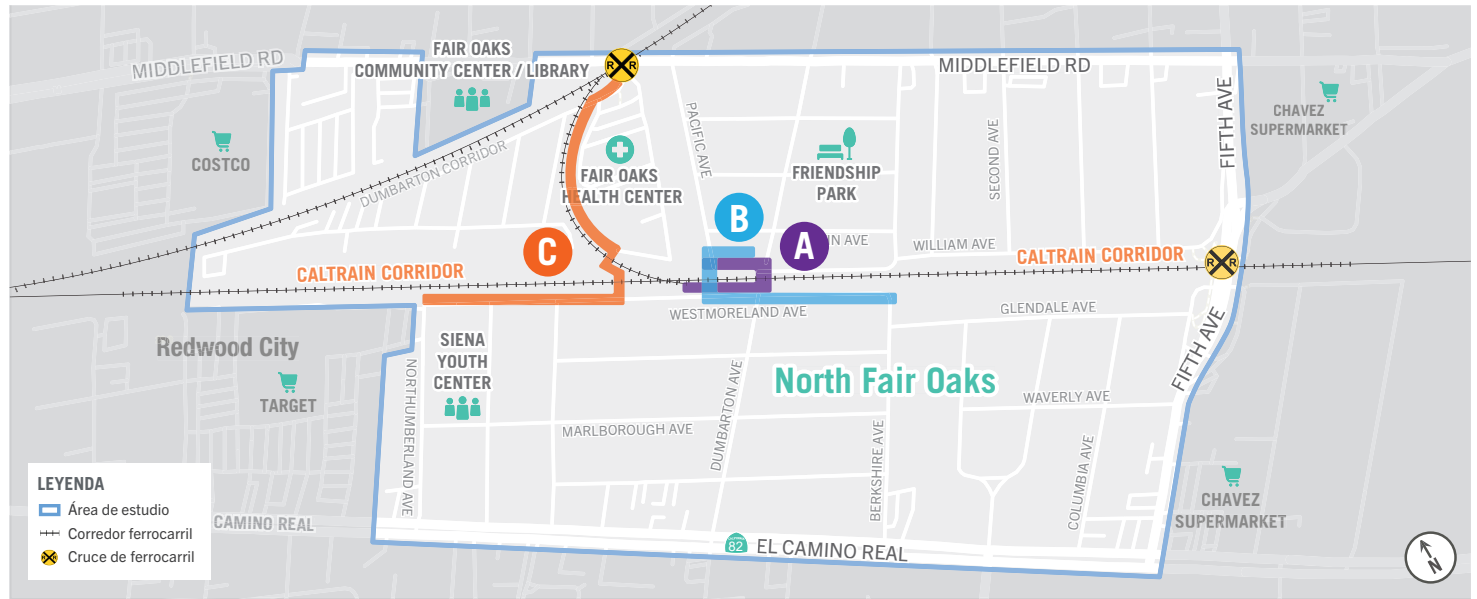 MIDDLEFIELD RD
FAIR OAKS
COMMUNITY CENTER / LIBRARY
R R
MIDDLEFIELD RD
FIFTH AVE
CHAVEZ
SUPERMARKET
COSTCO
DUMBARTON CORRIDOR
PACIFIC AVE
FAIR OAKS
HEALTH CENTER
FRIENDSHIP
PARK
SECOND AVE
B
A
C
AVE
WILLIAM AVE
CALTRAIN CORRIDOR
CALTRAIN CORRIDOR
R R
WESTMORELAND AVE
GLENDALE AVE
FIFTH AVE
Redwood City
SIENA
YOUTH
CENTER
TARGET
NORTHUMBERLAND AVE
North Fair Oaks
WAVERLY AVE
MARLBOROUGH AVE
DUMBARTON AVE
BERKSHIRE AVE
COLUMBIA AVE
CHAVEZ
SUPERMARKET
CAMINO REAL
82
EL CAMINO REAL
LEYENDA
Área de estudio
Corredor ferrocarril
Cruce de ferrocarril
N